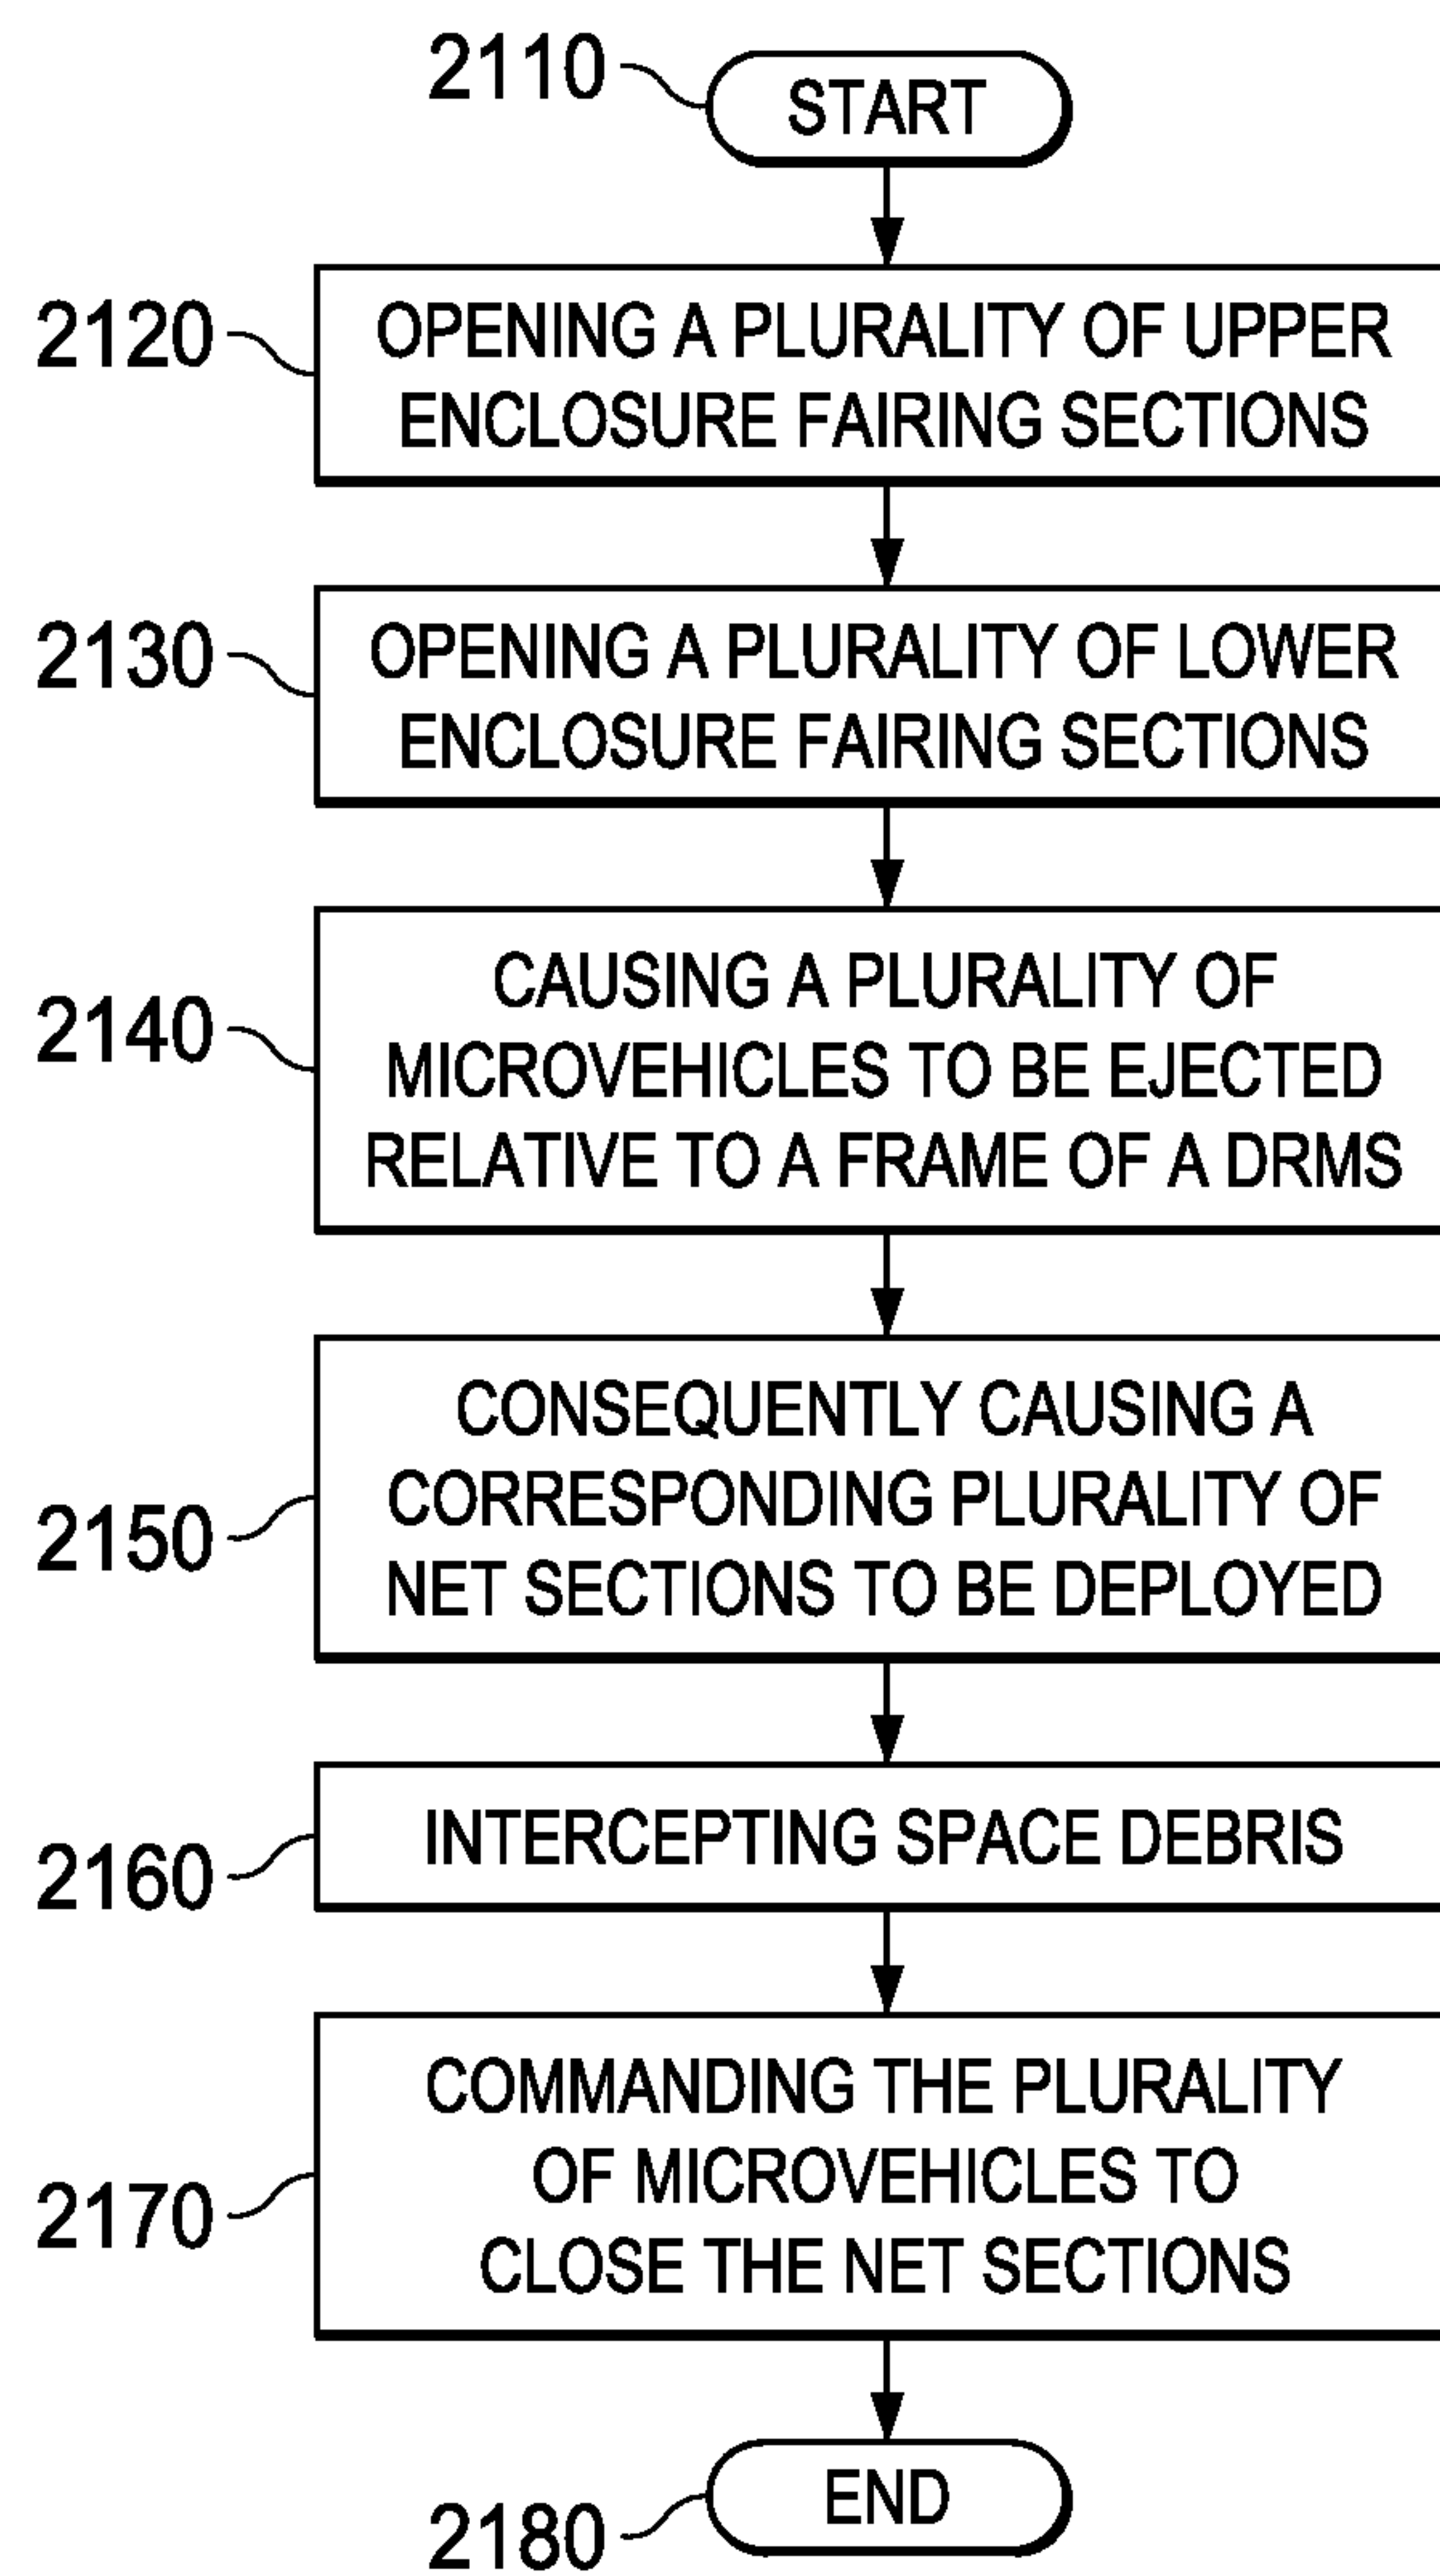 2110
START
2120
OPENING A PLURALITY OF UPPER
ENCLOSURE FAIRING SECTIONS
2130
OPENING A PLURALITY OF LOWER
ENCLOSURE FAIRING SECTIONS
2140
CAUSING A PLURALITY OF
MICROVEHICLES TO BE EJECTED
RELATIVE TO A FRAME OF A DRMS
2150
CONSEQUENTLY CAUSING A
CORRESPONDING PLURALITY OF
NET SECTIONS TO BE DEPLOYED
2160
INTERCEPTING SPACE DEBRIS
2170
COMMANDING THE PLURALITY
OF MICROVEHICLES TO
CLOSE THE NET SECTIONS
2180
END